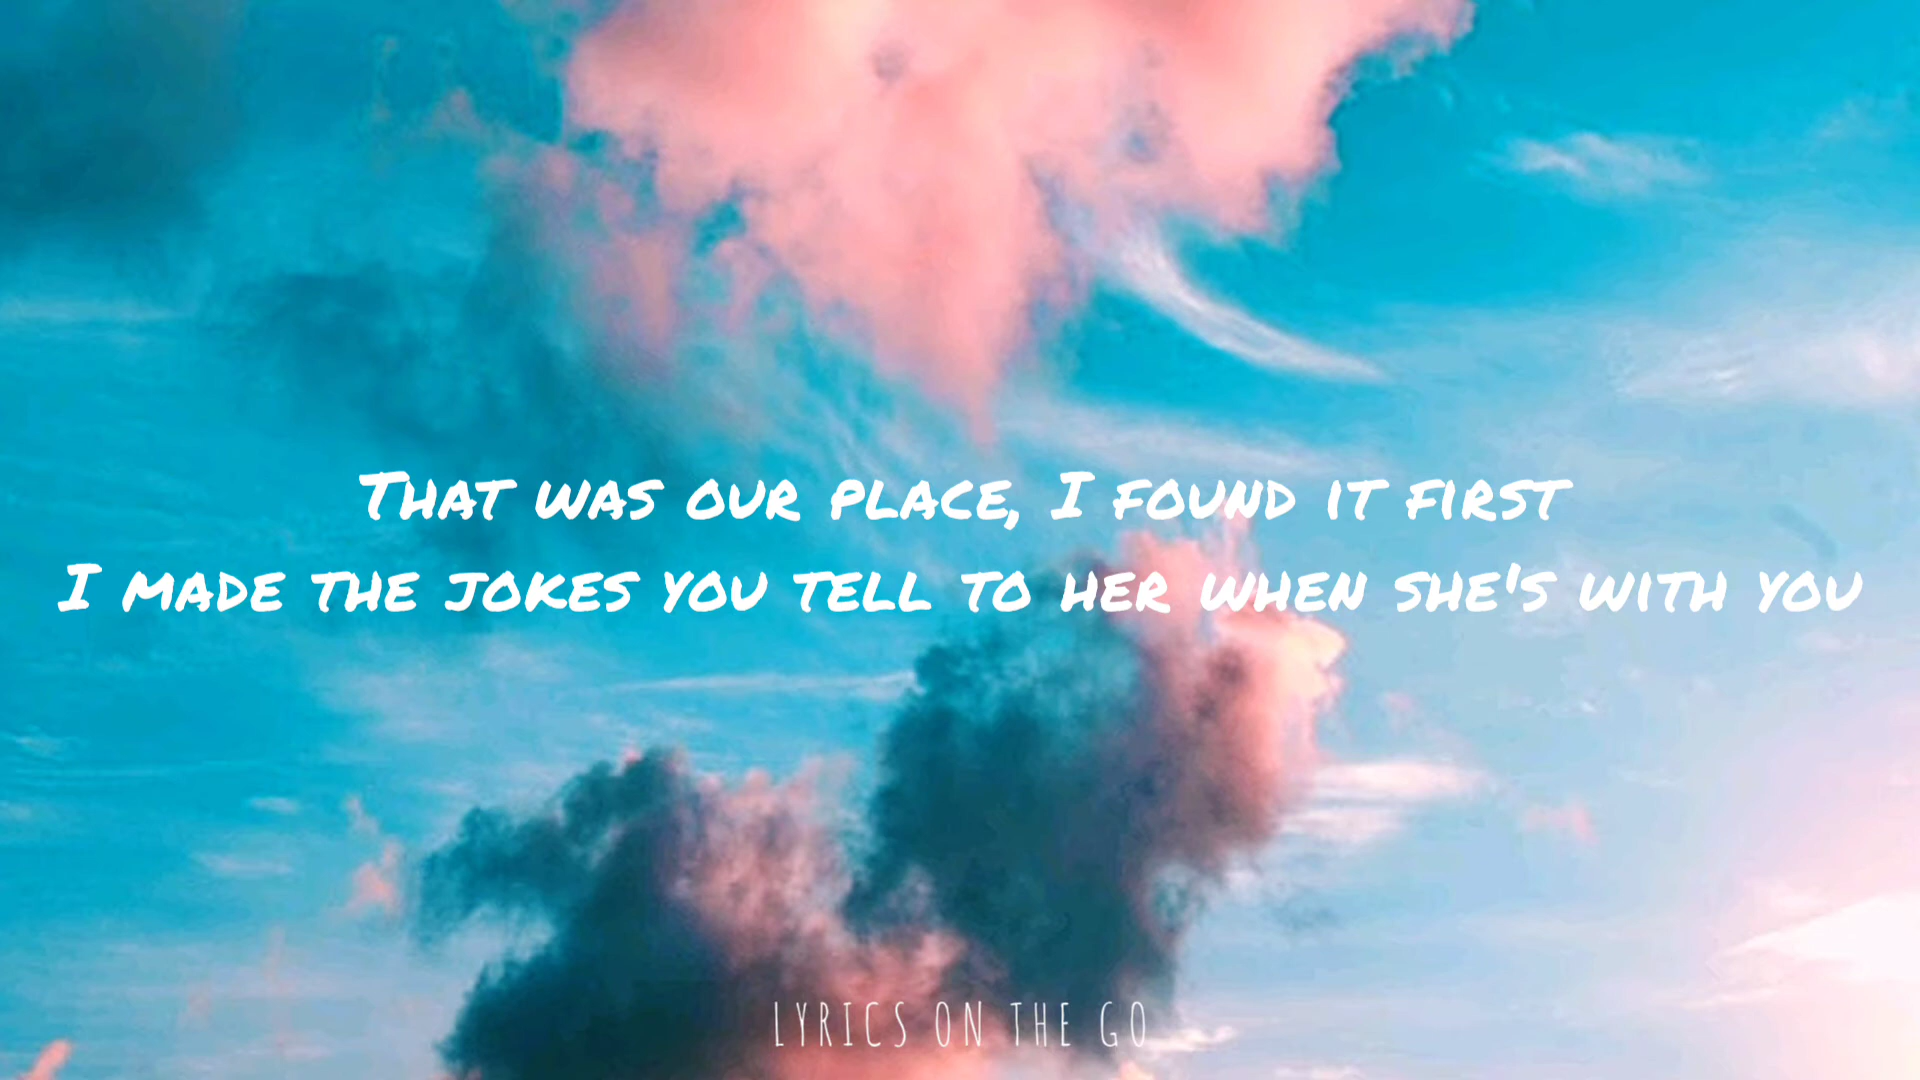 That was our place, I found it first
I made the jokes you tell to her when she's with you
LYRICS ON THE GO